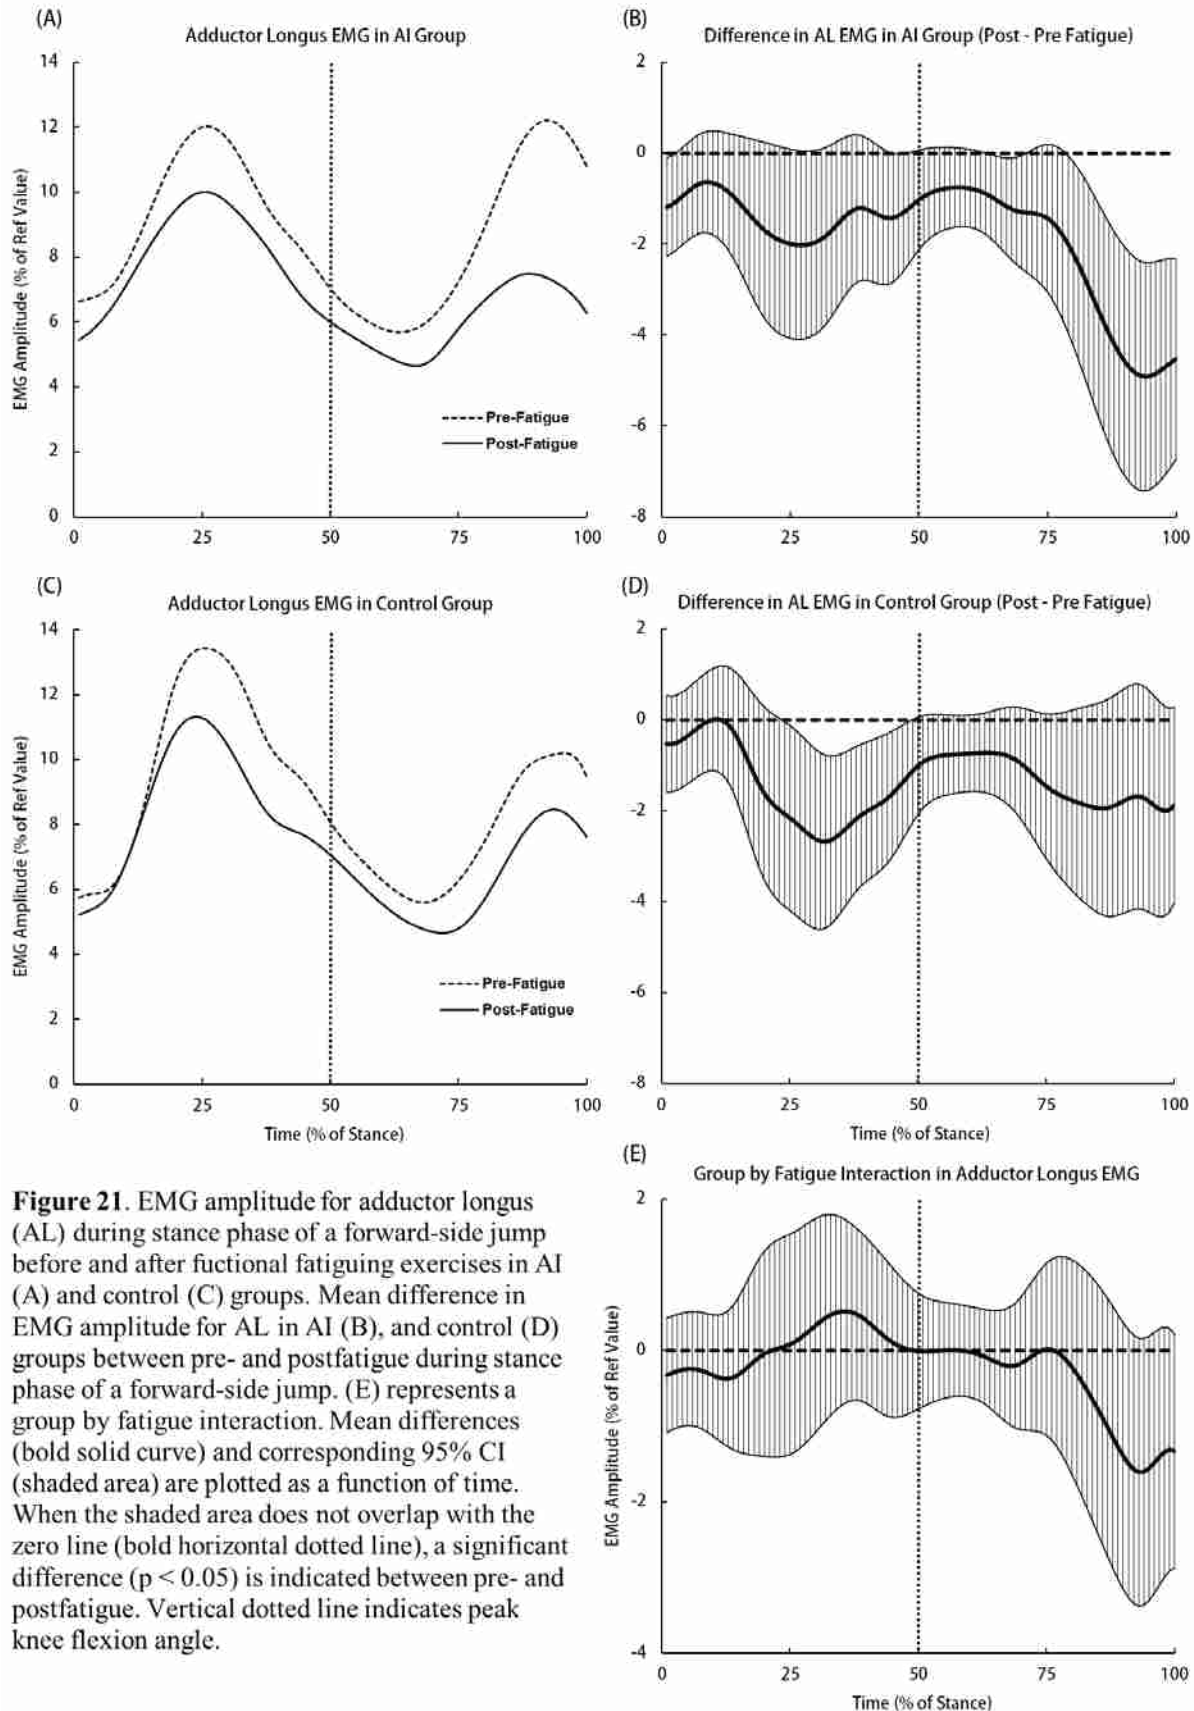 (A)
Adductor Longus EMG in AI Group
14
12
10
8
6
4
2
0
EMG Amplitude (% of Ref Value)
Pre-Fatigue
Post-Fatigue
0 25 50 75 100
(B)
Difference in AL EMG in AI Group (Post - Pre Fatigue)
2
0
-2
-4
-6
-8
0 25 50 75 100
(C)
Adductor Longus EMG in Control Group
14
12
10
8
6
4
2
0
EMG Amplitude (% of Ref Value)
Pre-Fatigue
Post-Fatigue
0 25 50 75 100
Time (% of Stance)
(D)
Difference in AL EMG in Control Group (Post - Pre Fatigue)
2
0
-2
-4
-6
-8
0 25 50 75 100
Time (% of Stance)
(E)
Group by Fatigue Interaction in Adductor Longus EMG
2
0
-2
-4
EMG Amplitude (% of Ref Value)
0 25 50 75 100
Time (% of Stance)
Figure 21. EMG amplitude for adductor longus
(AL) during stance phase of a forward-side jump
before and after fuctional fatiguing exercises in AI
(A) and control (C) groups. Mean difference in
EMG amplitude for AL in AI (B), and control (D)
groups between pre- and postfatigue during stance
phase of a forward-side jump. (E) represents a
group by fatigue interaction. Mean differences
(bold solid curve) and corresponding 95% CI
(shaded area) are plotted as a function of time.
When the shaded area does not overlap with the
zero line (bold horizontal dotted line), a significant
difference (p < 0.05) is indicated between pre- and
postfatigue. Vertical dotted line indicates peak
knee flexion angle.